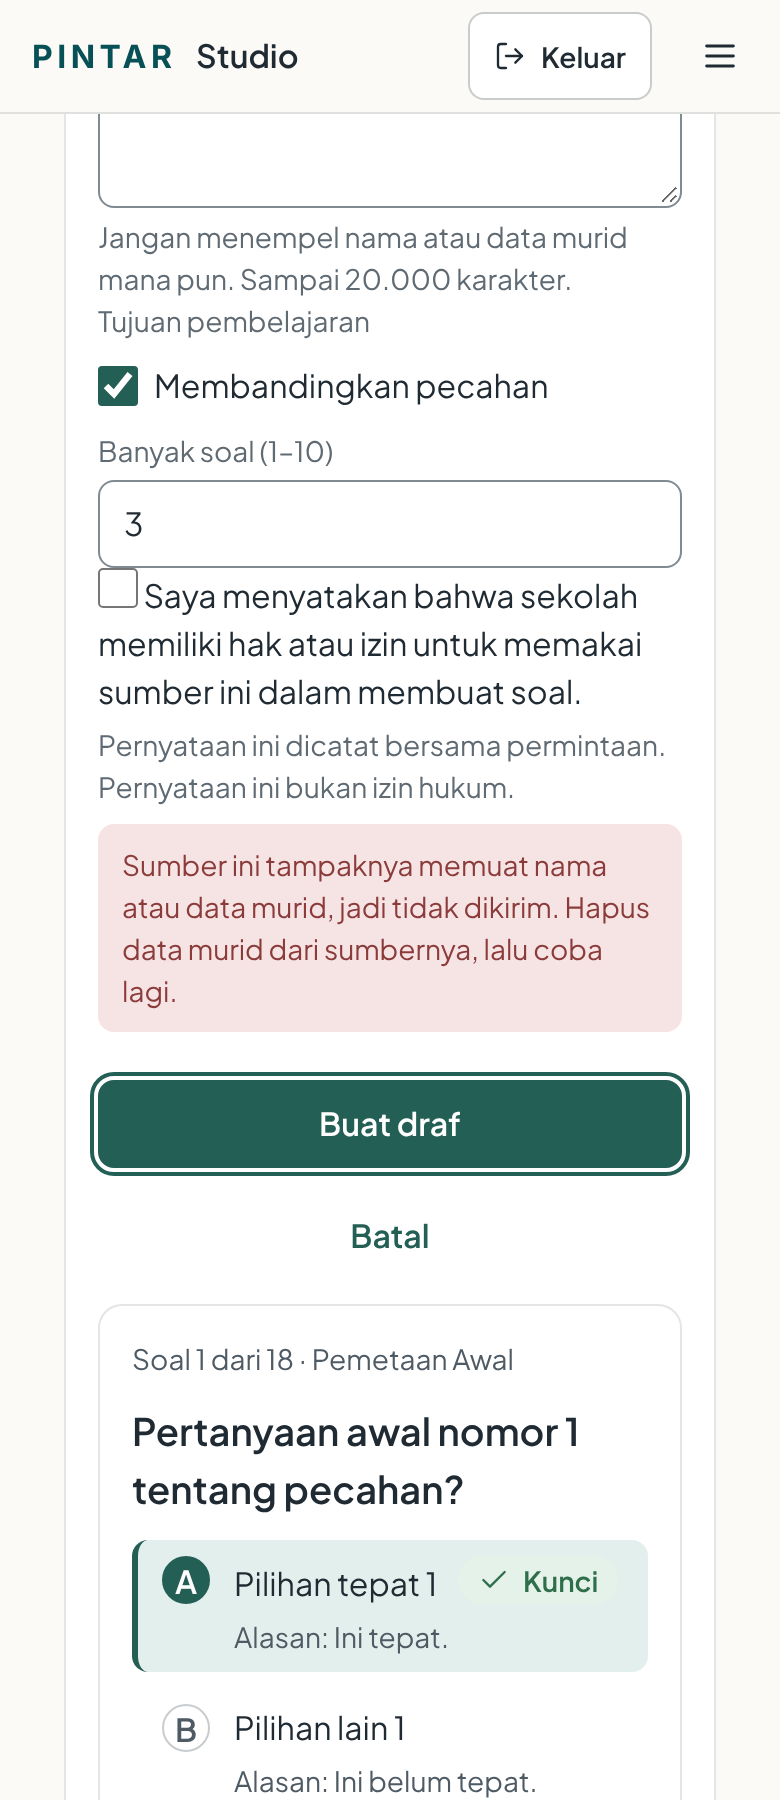 PINTAR Studio
Keluar
Jangan menempel nama atau data murid
mana pun. Sampai 20.000 karakter.
Tujuan pembelajaran
Membandingkan pecahan
Banyak soal (1–10)
3
Saya menyatakan bahwa sekolah
memiliki hak atau izin untuk memakai
sumber ini dalam membuat soal.
Pernyataan ini dicatat bersama permintaan.
Pernyataan ini bukan izin hukum.
Sumber ini tampaknya memuat nama
atau data murid, jadi tidak dikirim. Hapus
data murid dari sumbernya, lalu coba
lagi.
Buat draf
Batal
Soal 1 dari 18 · Pemetaan Awal
Pertanyaan awal nomor 1
tentang pecahan?
A Pilihan tepat 1 Kunci
Alasan: Ini tepat.
B Pilihan lain 1
Alasan: Ini belum tepat.